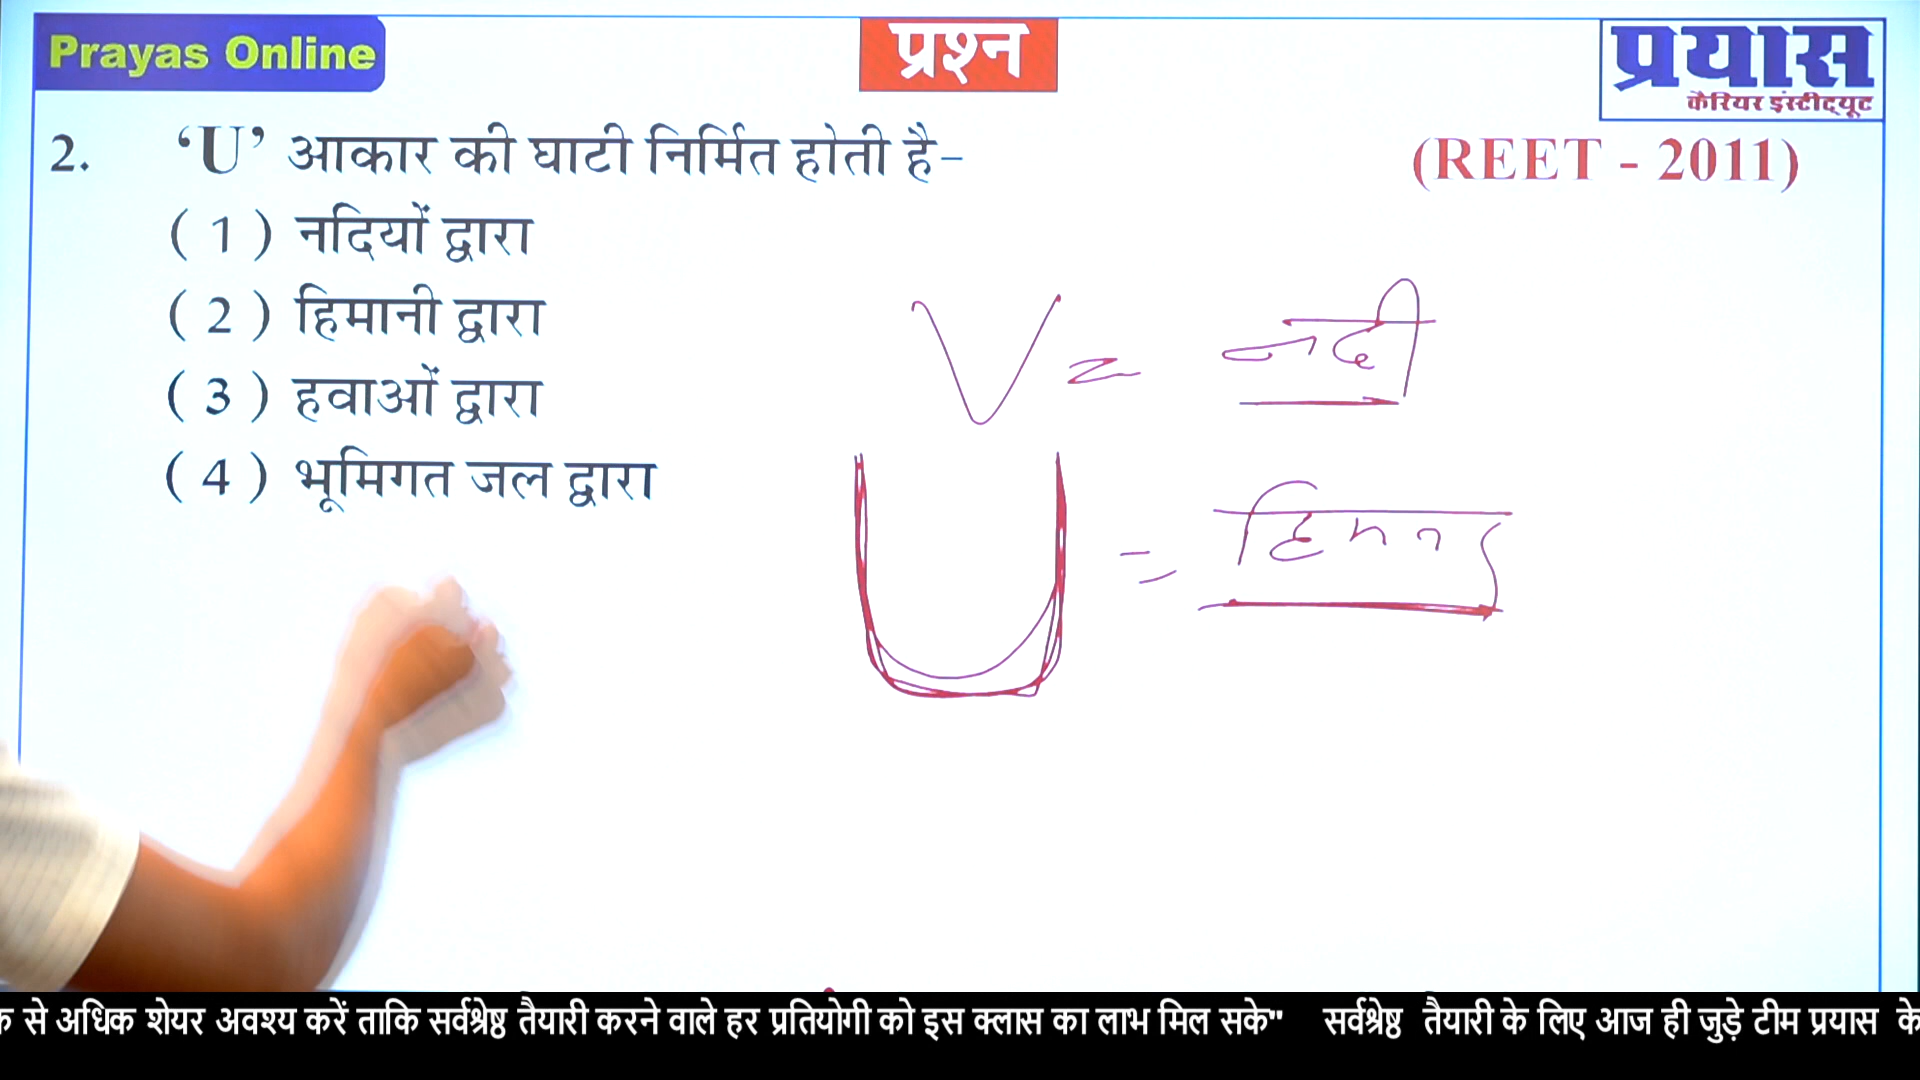 Prayas Online
प्रश्न
प्रयास
कैरियर इंस्टीट्यूट
2. ‘U’ आकार की घाटी निर्मित होती है- (REET - 2011)
( 1 ) नदियों द्वारा
( 2 ) हिमानी द्वारा
( 3 ) हवाओं द्वारा
( 4 ) भूमिगत जल द्वारा
V = नदी
U =
क से अधिक शेयर अवश्य करें ताकि सर्वश्रेष्ठ तैयारी करने वाले हर प्रतियोगी को इस क्लास का लाभ मिल सके" सर्वश्रेष्ठ तैयारी के लिए आज ही जुड़े टीम प्रयास के